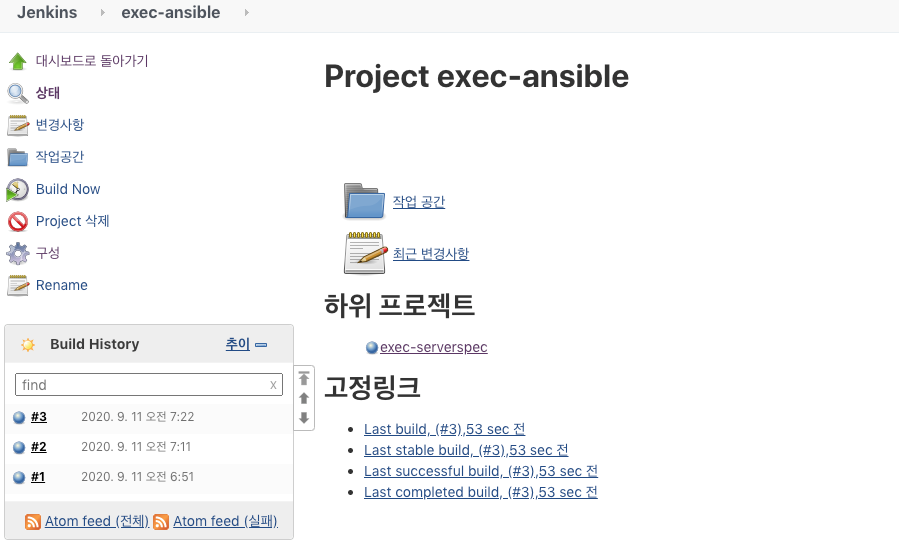 Jenkins exec-ansible
대시보드로 돌아가기
상태
변경사항
작업공간
Build Now
Project 삭제
구성
Rename
Build History 추이
find x
#3 2020. 9. 11 오전 7:22
#2 2020. 9. 11 오전 7:11
#1 2020. 9. 11 오전 6:51
Atom feed (전체) Atom feed (실패)
Project exec-ansible
작업 공간
최근 변경사항
하위 프로젝트
exec-serverspec
고정링크
Last build, (#3),53 sec 전
Last stable build, (#3),53 sec 전
Last successful build, (#3),53 sec 전
Last completed build, (#3),53 sec 전